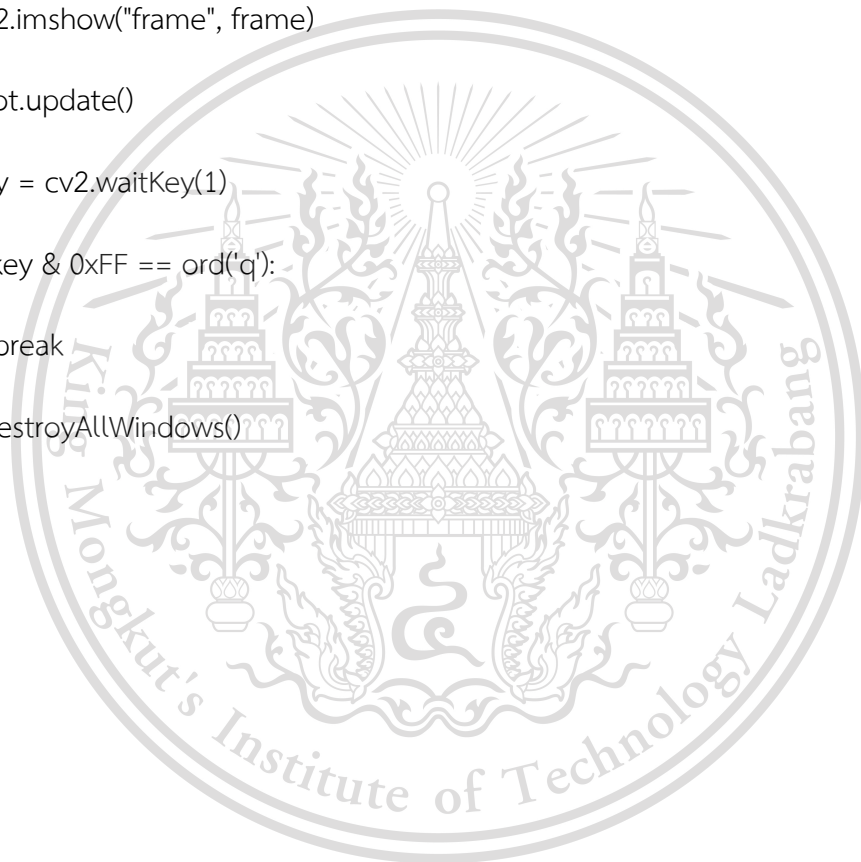 2.imshow("frame", frame)
ot.update()
y = cv2.waitKey(1)
key & 0xFF == ord('q'):
break
estroyAllWindows()
King Mongkut's Institute of Technology Ladkrabang